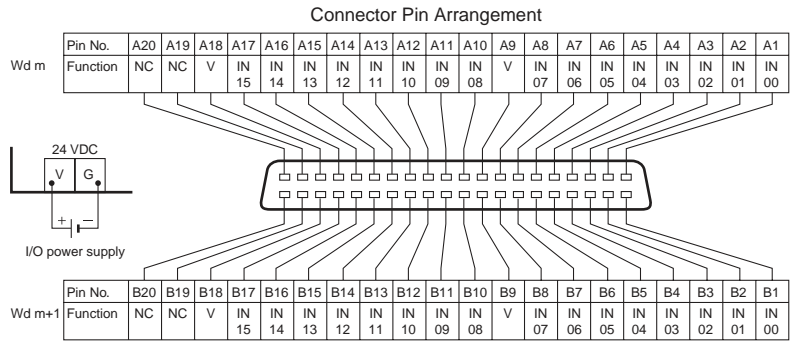 Connector Pin Arrangement
Wd m
Pin No. A20 A19 A18 A17 A16 A15 A14 A13 A12 A11 A10 A9 A8 A7 A6 A5 A4 A3 A2 A1
Function NC NC V IN 15 IN 14 IN 13 IN 12 IN 11 IN 10 IN 09 IN 08 V IN 07 IN 06 IN 05 IN 04 IN 03 IN 02 IN 01 IN 00
24 VDC
V G
+ −
I/O power supply
Wd m+1
Pin No. B20 B19 B18 B17 B16 B15 B14 B13 B12 B11 B10 B9 B8 B7 B6 B5 B4 B3 B2 B1
Function NC NC V IN 15 IN 14 IN 13 IN 12 IN 11 IN 10 IN 09 IN 08 V IN 07 IN 06 IN 05 IN 04 IN 03 IN 02 IN 01 IN 00